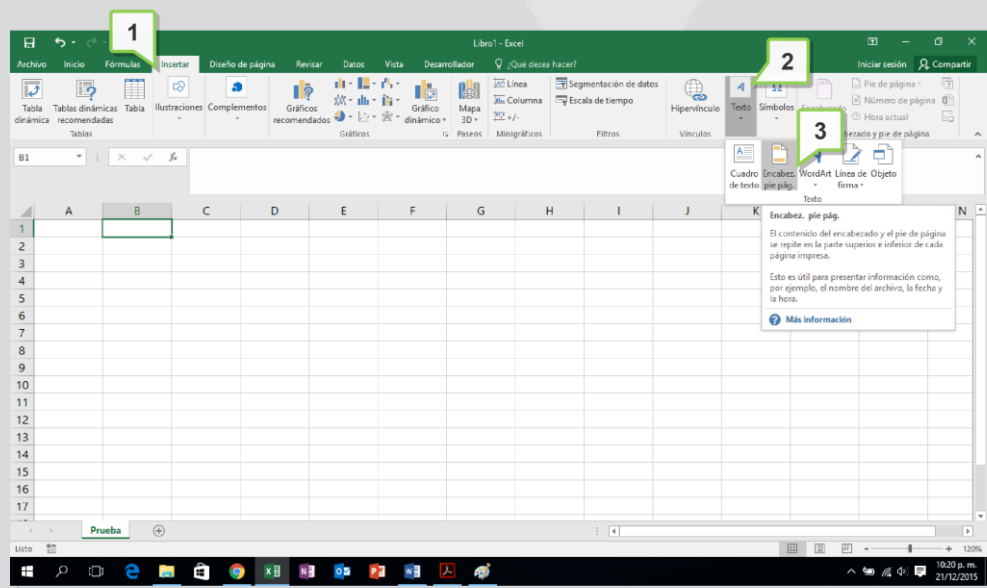 1
Libro1 - Excel
2
Archivo Inicio Fórmulas Insertar Diseño de página Revisar Datos Vista Desarrollador ¿Qué desea hacer? Iniciar sesión Compartir
Tabla dinámica
Tablas dinámicas recomendadas
Tabla
Tablas
Ilustraciones
Complementos
Gráficos recomendados
Gráfico dinámico
Gráficos
Mapa 3D
Paseos
Línea
Columna
+/-
Minigráficos
Segmentación de datos
Escala de tiempo
Filtros
Hipervínculo
Vínculos
Texto
Símbolos
Pie de página
Número de página
Hora actual
3
B1
fx
Cuadro de texto
Encabez. pie pág.
WordArt
Línea de firma
Objeto
Texto
A B C D E F G H I J K N
Encabez. pie pág.
El contenido del encabezado y el pie de página
se repite en la parte superior e inferior de cada
página impresa.
Esto es útil para presentar información como,
por ejemplo, el nombre del archivo, la fecha y
la hora.
Más información
1
2
3
4
5
6
7
8
9
10
11
12
13
14
15
16
17
Prueba
Listo
120%
10:20 p. m.
21/12/2015